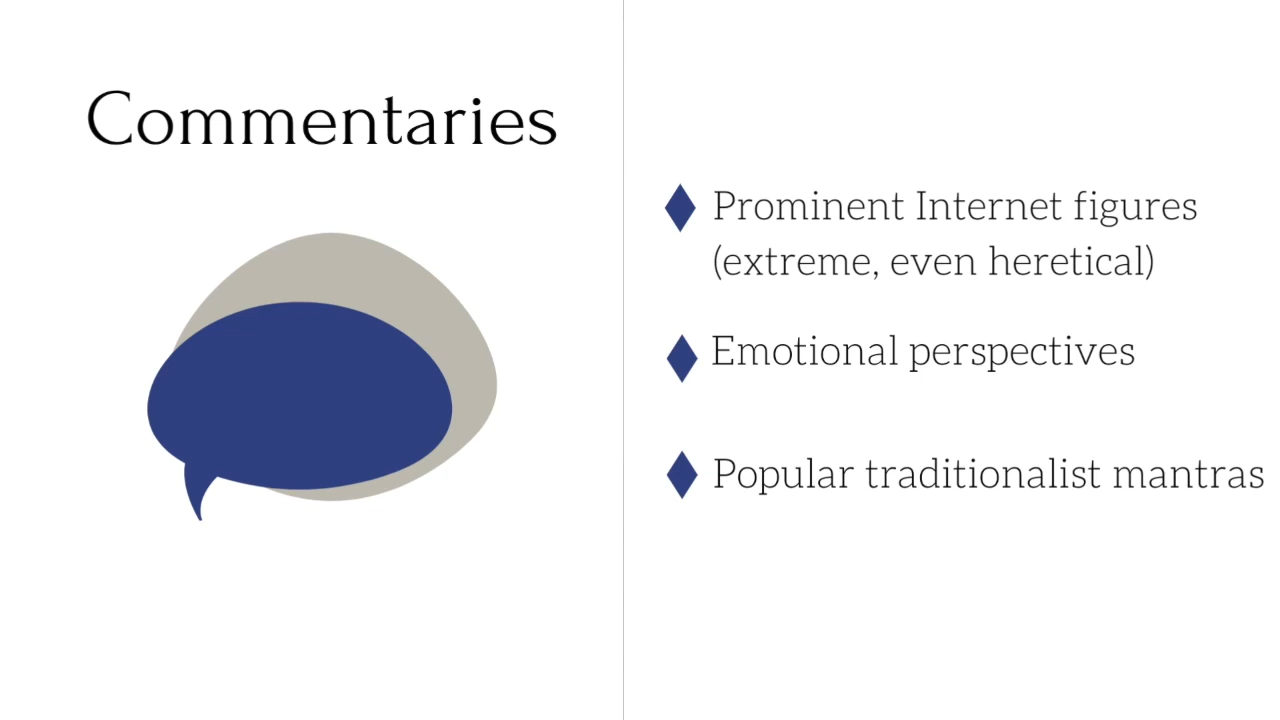 Commentaries
Prominent Internet figures
(extreme, even heretical)
Emotional perspectives
Popular traditionalist mantras